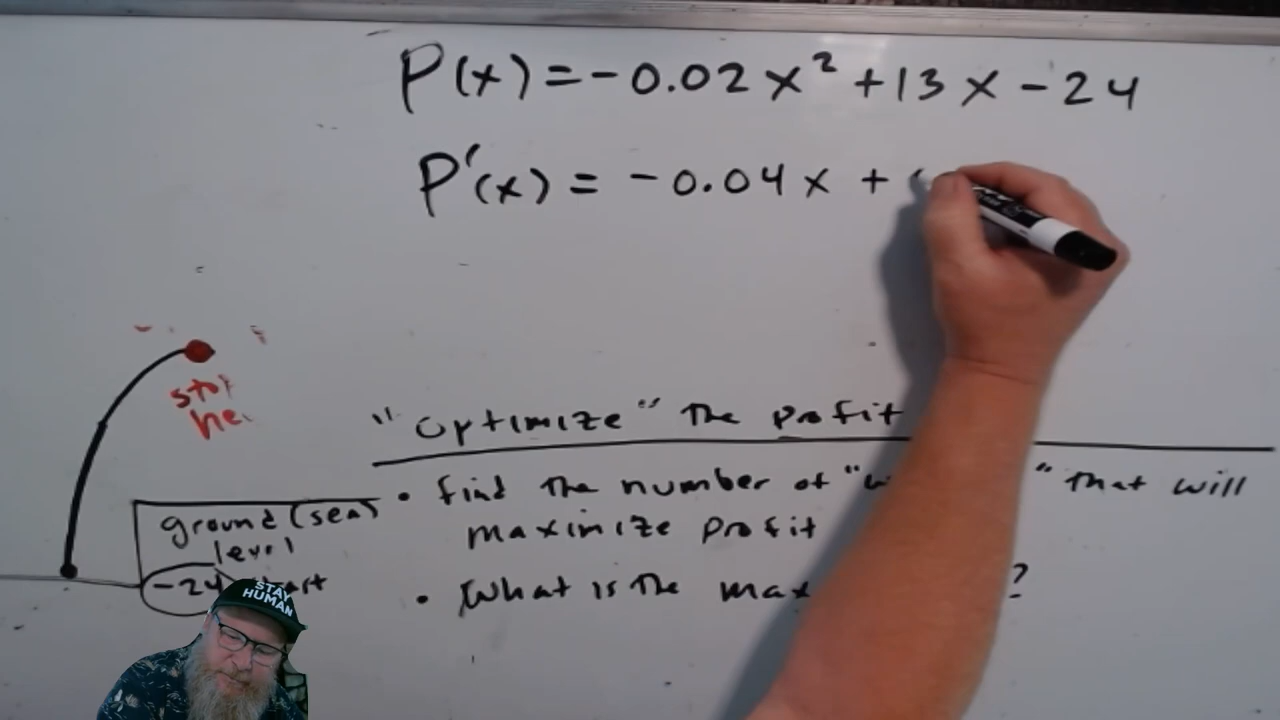 P(x) = -0.02x² + 13x - 24
P'(x) = -0.04x +
"optimize" The profit
• find the number of " " that will
maximize profit
• What is the max ?
ground (sea)
level
-24
STAY
HUMAN